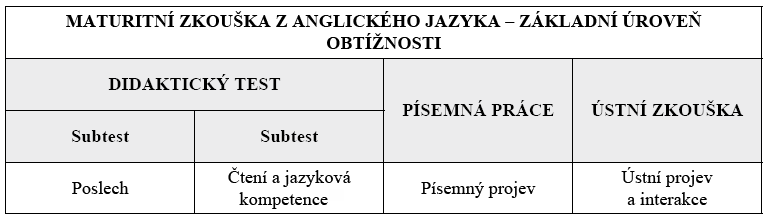 MATURITNÍ ZKOUŠKA Z ANGLICKÉHO JAZYKA – ZÁKLADNÍ ÚROVEŇ
OBTÍŽNOSTI
DIDAKTICKÝ TEST
PÍSEMNÁ PRÁCE
ÚSTNÍ ZKOUŠKA
Subtest
Subtest
Poslech
Čtení a jazyková
kompetence
Písemný projev
Ústní projev
a interakce